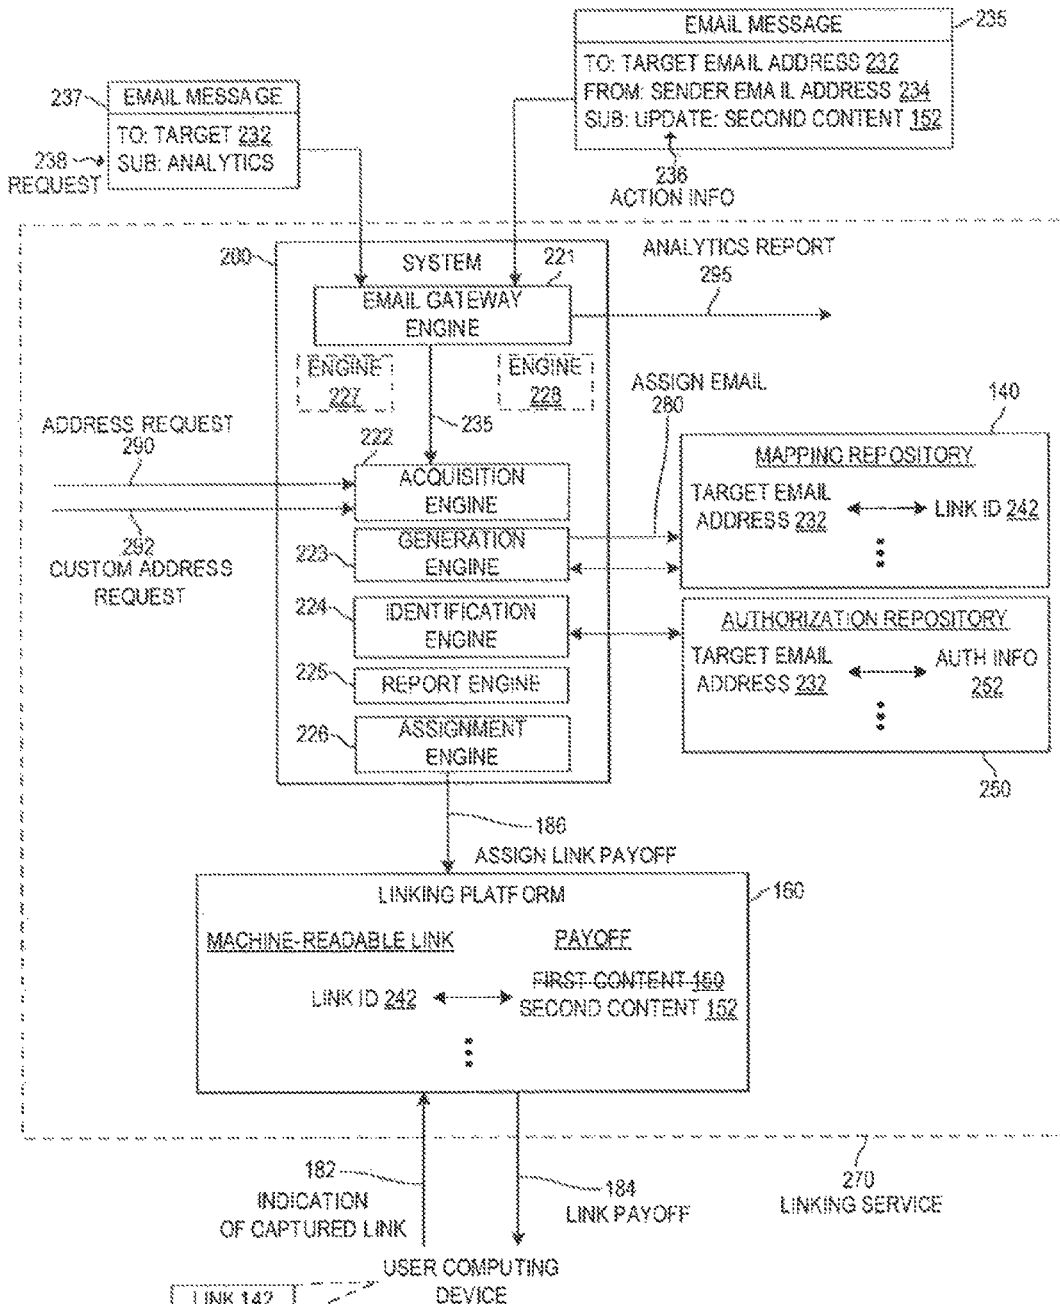 EMAIL MESSAGE
235
TO: TARGET EMAIL ADDRESS 232
FROM: SENDER EMAIL ADDRESS 234
SUB: UPDATE: SECOND CONTENT 152
236
ACTION INFO
237
EMAIL MESSAGE
TO: TARGET 232
SUB: ANALYTICS
238
REQUEST
200
SYSTEM
221
EMAIL GATEWAY
ENGINE
ANALYTICS REPORT
295
ENGINE
227
ENGINE
228
235
ASSIGN EMAIL
280
ADDRESS REQUEST
290
292
CUSTOM ADDRESS
REQUEST
222
ACQUISITION
ENGINE
223
GENERATION
ENGINE
224
IDENTIFICATION
ENGINE
225
REPORT ENGINE
226
ASSIGNMENT
ENGINE
140
MAPPING REPOSITORY
TARGET EMAIL
ADDRESS 232
LINK ID 242
AUTHORIZATION REPOSITORY
TARGET EMAIL
ADDRESS 232
AUTH INFO
252
250
186
ASSIGN LINK PAYOFF
160
LINKING PLATFORM
MACHINE-READABLE LINK
PAYOFF
LINK ID 242
FIRST CONTENT 150
SECOND CONTENT 152
182
INDICATION
OF CAPTURED LINK
184
LINK PAYOFF
270
LINKING SERVICE
USER COMPUTING
DEVICE
LINK 142